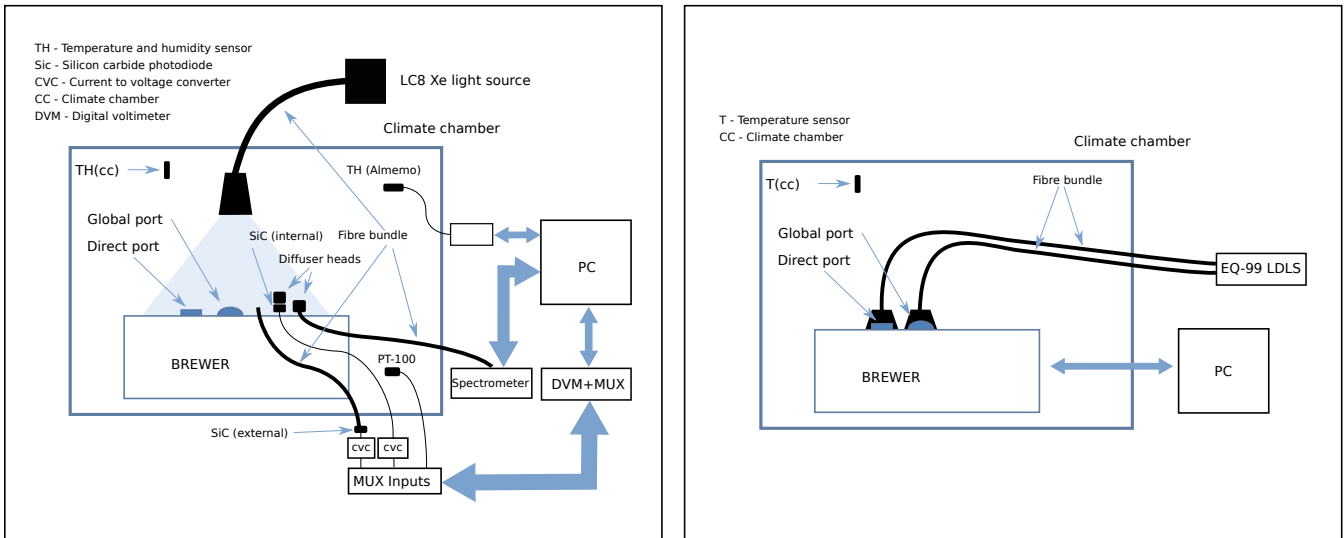 TH - Temperature and humidity sensor
Sic - Silicon carbide photodiode
CVC - Current to voltage converter
CC - Climate chamber
DVM - Digital voltimeter
LC8 Xe light source
Climate chamber
TH(cc)
TH (Almemo)
Global port
Direct port
SiC (internal)
Fibre bundle
Diffuser heads
PC
BREWER
PT-100
Spectrometer
DVM+MUX
SiC (external)
cvc
cvc
MUX Inputs
T - Temperature sensor
CC - Climate chamber
Climate chamber
T(cc)
Fibre bundle
Global port
Direct port
EQ-99 LDLS
BREWER
PC